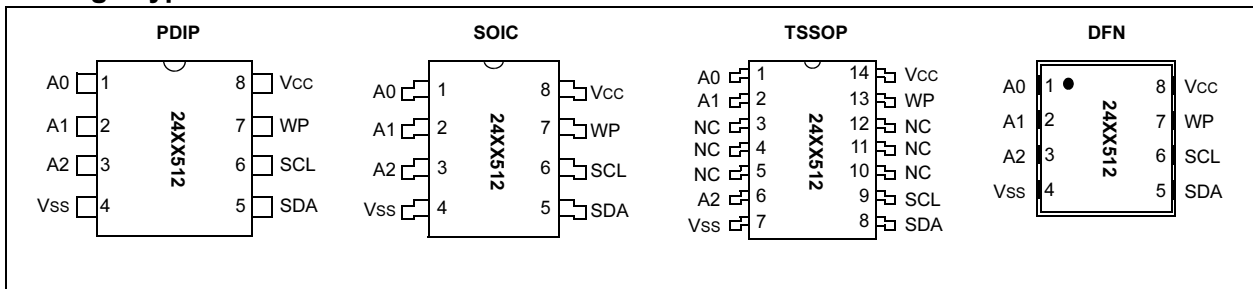 PDIP
A0 1 8 VCC
A1 2 7 WP
A2 3 6 SCL
VSS 4 5 SDA
24XX512
SOIC
A0 1 8 VCC
A1 2 7 WP
A2 3 6 SCL
VSS 4 5 SDA
24XX512
TSSOP
A0 1 14 VCC
A1 2 13 WP
NC 3 12 NC
NC 4 11 NC
NC 5 10 NC
A2 6 9 SCL
VSS 7 8 SDA
24XX512
DFN
A0 1 8 VCC
A1 2 7 WP
A2 3 6 SCL
VSS 4 5 SDA
24XX512